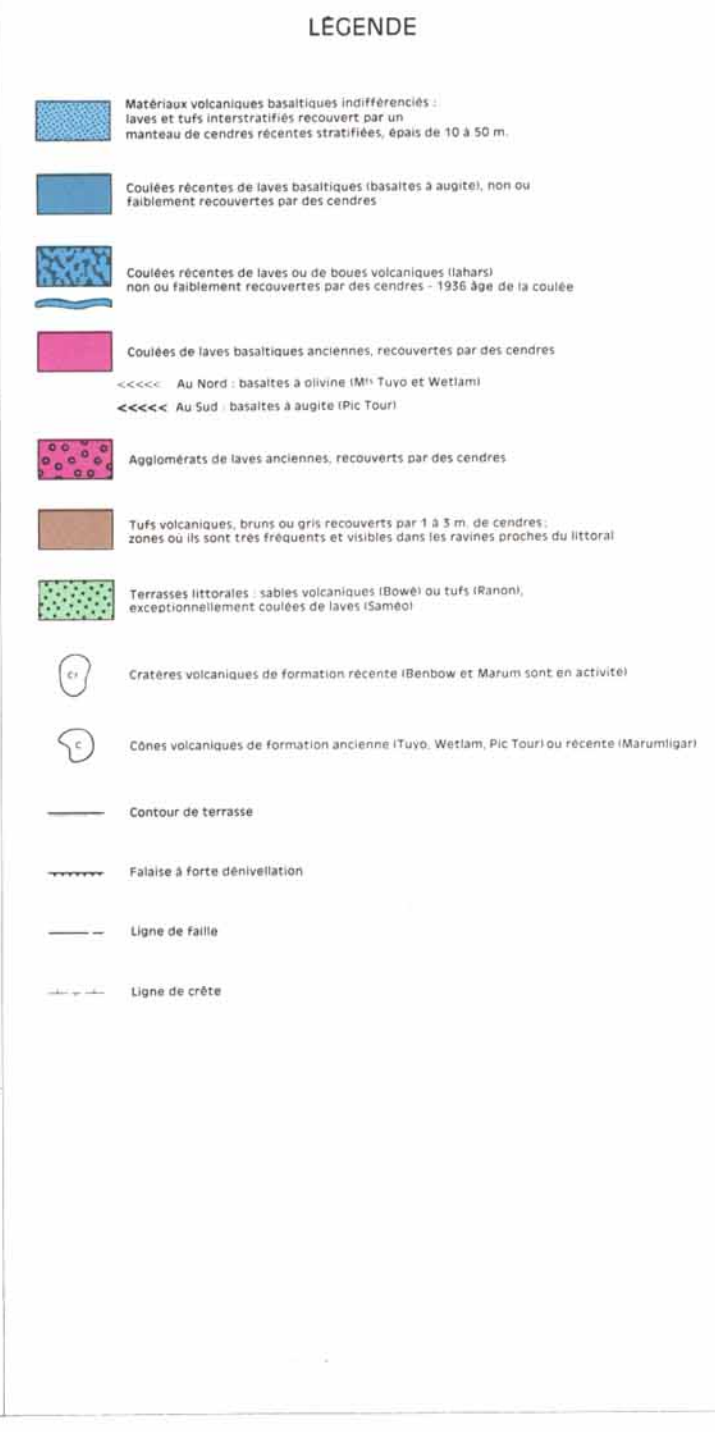 LÉGENDE
Matériaux volcaniques basaltiques indifférenciés :
laves et tufs interstratifiés recouvert par un
manteau de cendres récentes stratifiées, épais de 10 à 50 m.
Coulées récentes de laves basaltiques (basaltes à augite), non ou
faiblement recouvertes par des cendres
Coulées récentes de laves ou de boues volcaniques (lahars)
non ou faiblement recouvertes par des cendres - 1936 âge de la coulée
Coulées de laves basaltiques anciennes, recouvertes par des cendres
<<<<< Au Nord : basaltes à olivine (Mts Tuyo et Wetlam)
<<<<< Au Sud : basaltes à augite (Pic Tour)
Agglomérats de laves anciennes, recouverts par des cendres
Tufs volcaniques, bruns ou gris recouverts par 1 à 3 m. de cendres;
zones où ils sont très fréquents et visibles dans les ravines proches du littoral
Terrasses littorales : sables volcaniques (Bowé) ou tufs (Ranon),
exceptionnellement coulées de laves (Saméo)
Cr Cratères volcaniques de formation récente (Benbow et Marum sont en activité)
C Cônes volcaniques de formation ancienne (Tuyo, Wetlam, Pic Tour) ou récente (Marumligar)
Contour de terrasse
Falaise à forte dénivellation
Ligne de faille
Ligne de crête